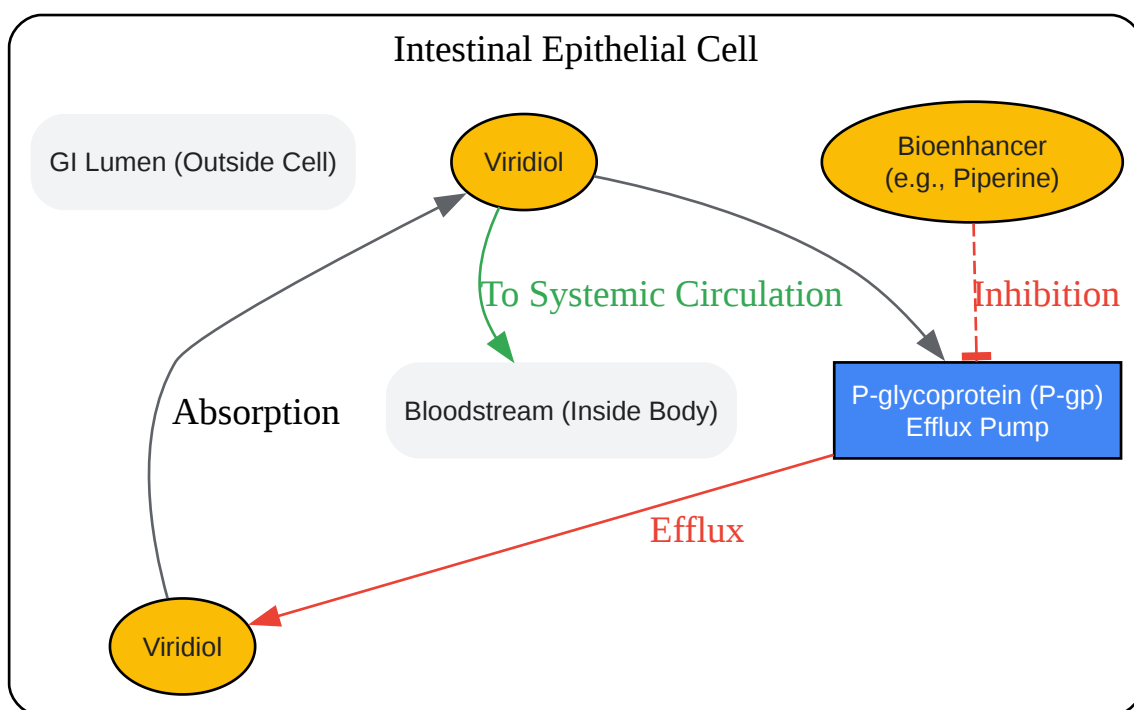 Intestinal Epithelial Cell
GI Lumen (Outside Cell)
Viridiol
Bioenhancer
(e.g., Piperine)
To Systemic Circulation
Inhibition
Absorption
Bloodstream (Inside Body)
P-glycoprotein (P-gp)
Efflux Pump
Efflux
Viridiol